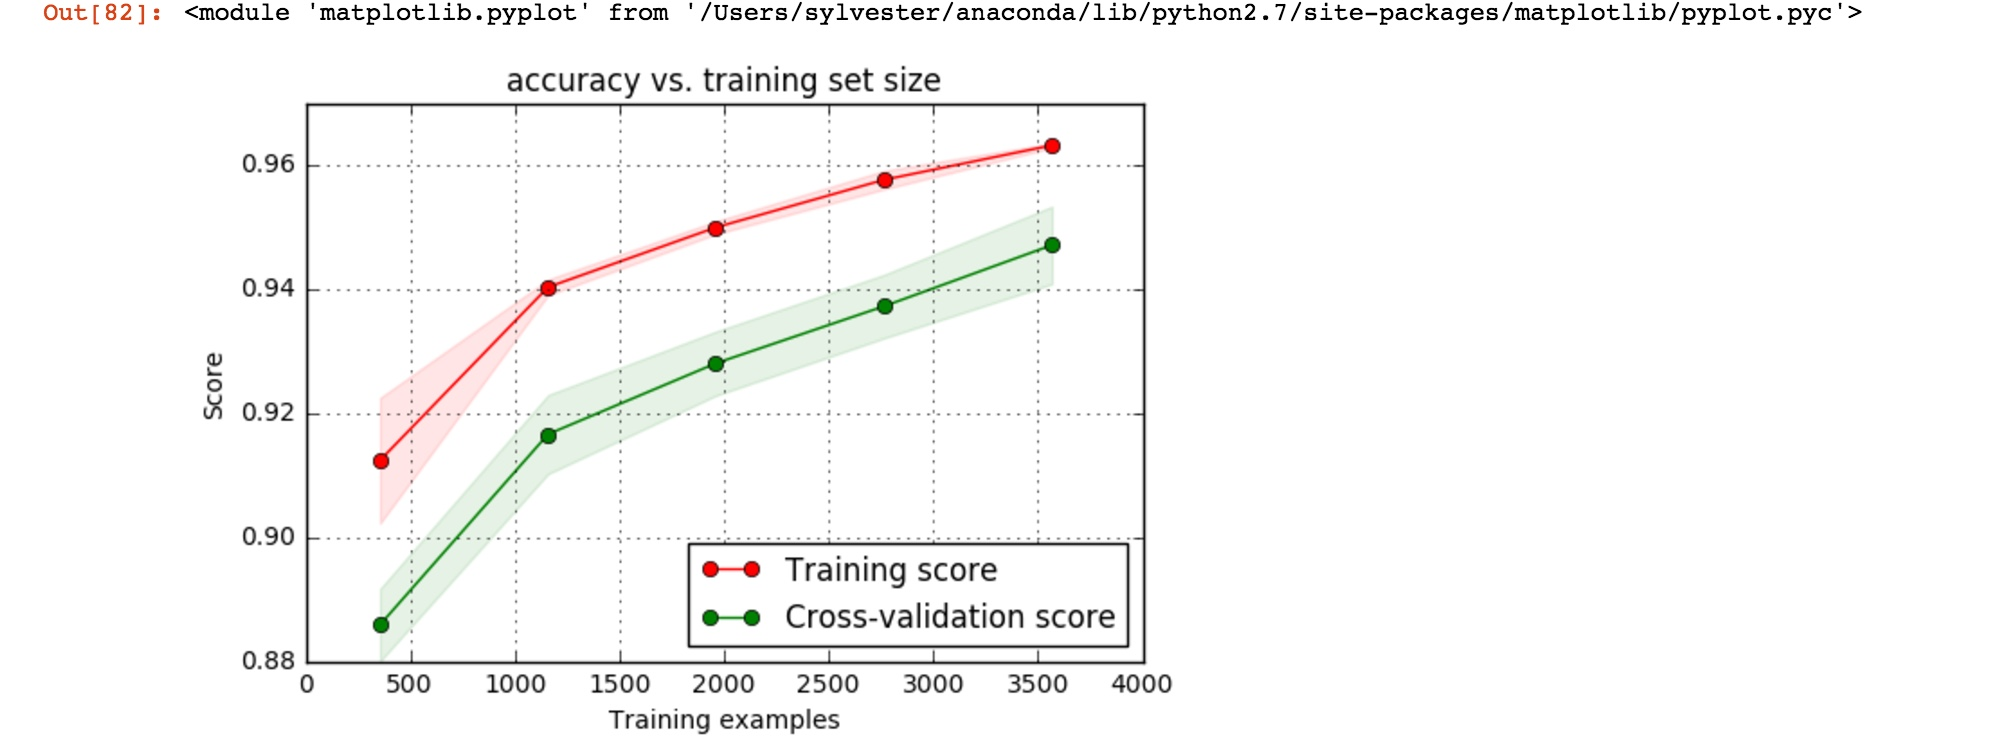 Out[82]: <module 'matplotlib.pyplot' from '/Users/sylvester/anaconda/lib/python2.7/site-packages/matplotlib/pyplot.pyc'>
accuracy vs. training set size
0.96
0.94
0.92
0.90
0.88
Score
Training score
Cross-validation score
0 500 1000 1500 2000 2500 3000 3500 4000
Training examples